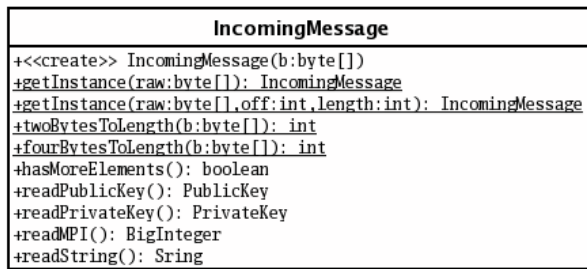 IncomingMessage
+<<create>> IncomingMessage(b:byte[])
+getInstance(raw:byte[]): IncomingMessage
+getInstance(raw:byte[],off:int,length:int): IncomingMessage
+twoBytesToLength(b:byte[]): int
+fourBytesToLength(b:byte[]): int
+hasMoreElements(): boolean
+readPublicKey(): PublicKey
+readPrivateKey(): PrivateKey
+readMPI(): BigInteger
+readString(): Sring